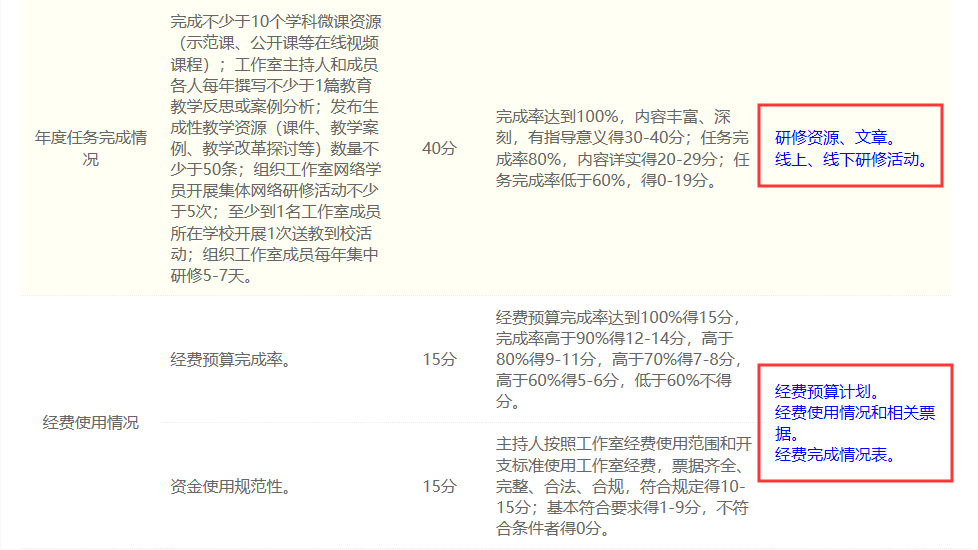 年度任务完成情
况
完成不少于10个学科微课资源
（示范课、公开课等在线视频
课程）；工作室主持人和成员
各人每年撰写不少于1篇教育
教学反思或案例分析；发布生
成性教学资源（课件、教学案
例、教学改革探讨等）数量不
少于50条；组织工作室网络学
员开展集体网络研修活动不少
于5次；至少到1名工作室成员
所在学校开展1次送教到校活
动；组织工作室成员每年集中
研修5-7天。
40分
完成率达到100%，内容丰富、深
刻，有指导意义得30-40分；任务完
成率80%，内容详实得20-29分；任
务完成率低于60%，得0-19分。
研修资源、文章。
线上、线下研修活动。
经费使用情况
经费预算完成率。
15分
经费预算完成率达到100%得15分，
完成率高于90%得12-14分，高于
80%得9-11分，高于70%得7-8分，
高于60%得5-6分，低于60%不得
分。
经费预算计划。
经费使用情况和相关票
据。
经费完成情况表。
资金使用规范性。
15分
主持人按照工作室经费使用范围和开
支标准使用工作室经费，票据齐全、
完整、合法、合规，符合规定得10-
15分；基本符合要求得1-9分，不符
合条件者得0分。